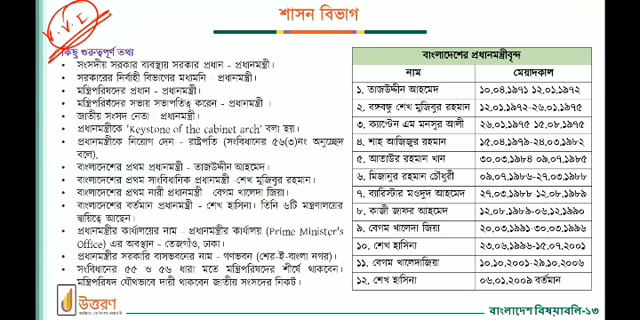 শাসন বিভাগ
V.V.I
কিছু গুরুত্বপূর্ণ তথ্য
সংসদীয় সরকার ব্যবস্থায় সরকার প্রধান - প্রধানমন্ত্রী।
সরকারের নির্বাহী বিভাগের মধ্যমনি - প্রধানমন্ত্রী।
মন্ত্রিপরিষদের প্রধান - প্রধানমন্ত্রী।
মন্ত্রিপরিষদের সভায় সভাপতিত্ব করেন - প্রধানমন্ত্রী ।
জাতীয় সংসদ নেতা - প্রধানমন্ত্রী।
প্রধানমন্ত্রীকে 'Keystone of the cabinet arch' বলা হয়।
প্রধানমন্ত্রীকে নিয়োগ দেন - রাষ্ট্রপতি (সংবিধানের ৫৬(৩)নং অনুচ্ছেদ
বলে)।
বাংলাদেশের প্রথম প্রধানমন্ত্রী - তাজউদ্দীন আহমেদ।
বাংলাদেশের প্রথম সাংবিধানিক প্রধানমন্ত্রী -শেখ মুজিবুর রহমান।
বাংলাদেশের প্রথম নারী প্রধানমন্ত্রী বেগম খালেদা জিয়া।
বাংলাদেশের বর্তমান প্রধানমন্ত্রী - শেখ হাসিনা। তিনি ৬টি মন্ত্রণালয়ের
দ্বায়িত্বে আছেন।
প্রধানমন্ত্রীর কার্যালয়ের নাম - প্রধানমন্ত্রীর কার্যালয় (Prime Minister's
Office) এর অবস্থান - তেজগাঁও, ঢাকা।
প্রধানমন্ত্রীর সরকারি বাসভবনের নাম - গণভবন (শের-ই-বাংলা নগর)।
সংবিধানের ৫৫ ও ৫৬ ধারা মতে মন্ত্রিপরিষদের শীর্ষে থাকবেন।
মন্ত্রিপরিষদ যৌথভাবে দায়ী থাকবেন জাতীয় সংসদের নিকট।
বাংলাদেশের প্রধানমন্ত্রীবৃন্দ
নাম মেয়াদকাল
১. তাজউদ্দীন আহমেদ ১০.০৪.১৯৭১ ১২.০১.১৯৭২
২. বঙ্গবন্ধু শেখ মুজিবুর রহমান ১২.০১.১৯৭২-২৬.০১.১৯৭৫
৩. ক্যাপ্টেন এম মনসুর আলী ২৬.০১.১৯৭৫ ১৫.০৮.১৯৭৫
৪. শাহ আজিজুর রহমান ১৫.০৪.১৯৭৯-২৪.০৩.১৯৮২
৫. আতাউর রহমান খান ৩০.০৩.১৯৮৪ ০৯.০৭.১৯৮৫
৬. মিজানুর রহমান চৌধুরী ০৯.০৭.১৯৮৬-২৭.০৩.১৯৮৮
৭. ব্যারিস্টার মওদুদ আহমেদ ২৭.০৩.১৯৮৮ ১২.০৮.১৯৮৯
৮. কাজী জাফর আহমেদ ১২.০৮.১৯৮৯-০৬.১২.১৯৯০
৯. বেগম খালেদা জিয়া ২০.০৩.১৯৯১-৩০.০৩.১৯৯৬
১০. শেখ হাসিনা ২৩.০৬.১৯৯৬-১৫.০৭.২০০১
১১. বেগম খালেদাজিয়া ১০.১০.২০০১-২৯.১০.২০০৬
১২. শেখ হাসিনা ০৬.০১.২০০৯ বর্তমান
উত্তরণ
বাংলাদেশ বিষয়াবলি-১৩